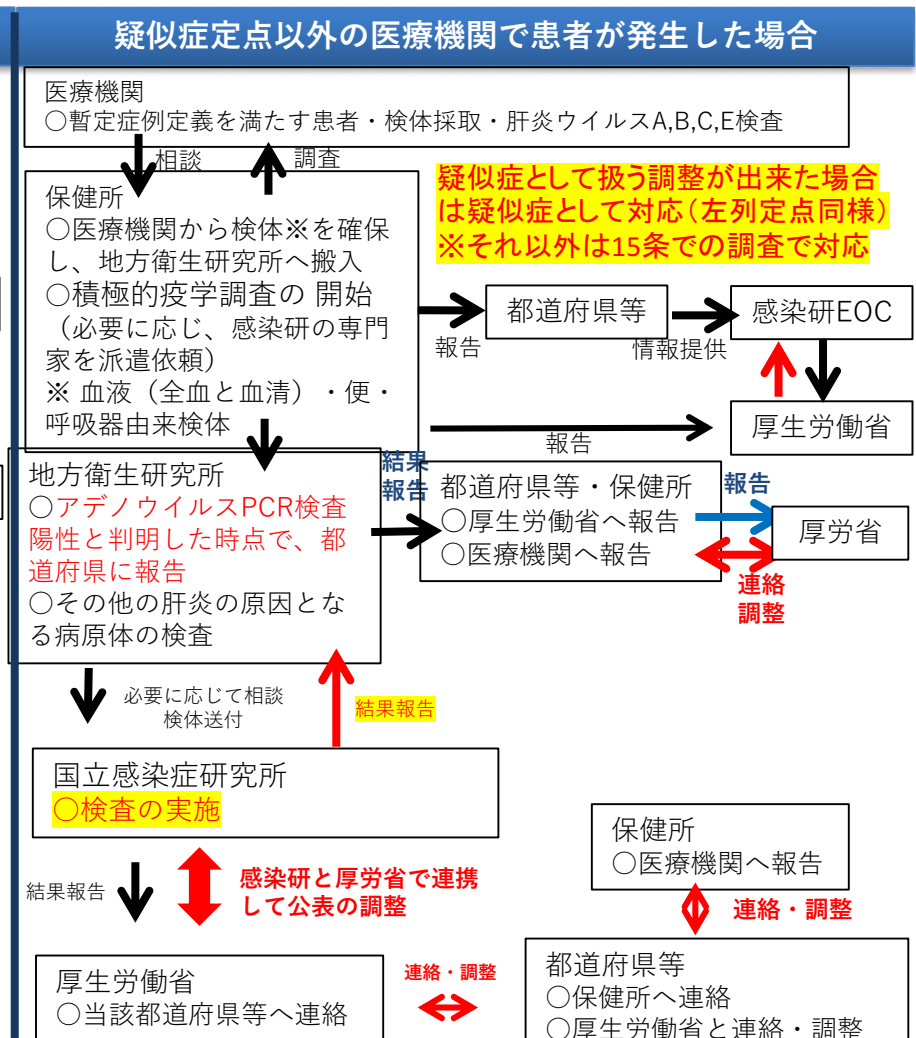 疑似症定点以外の医療機関で患者が発生した場合
医療機関
○暫定症例定義を満たす患者・検体採取・肝炎ウイルスA,B,C,E検査
相談
調査
疑似症として扱う調整が出来た場合
は疑似症として対応（左列定点同様）
※それ以外は15条での調査で対応
保健所
○医療機関から検体※を確保
し、地方衛生研究所へ搬入
○積極的疫学調査の 開始
（必要に応じ、感染研の専門
家を派遣依頼）
※ 血液（全血と血清）・便・
呼吸器由来検体
報告
都道府県等
情報提供
感染研EOC
厚生労働省
報告
地方衛生研究所
○アデノウイルスPCR検査
陽性と判明した時点で、都
道府県に報告
○その他の肝炎の原因とな
る病原体の検査
結果
報告
都道府県等・保健所
○厚生労働省へ報告
○医療機関へ報告
報告
厚労省
連絡
調整
必要に応じて相談
検体送付
結果報告
国立感染症研究所
○検査の実施
結果報告
感染研と厚労省で連携
して公表の調整
保健所
○医療機関へ報告
連絡・調整
厚生労働省
○当該都道府県等へ連絡
連絡・調整
都道府県等
○保健所へ連絡
○厚生労働省と連絡・調整